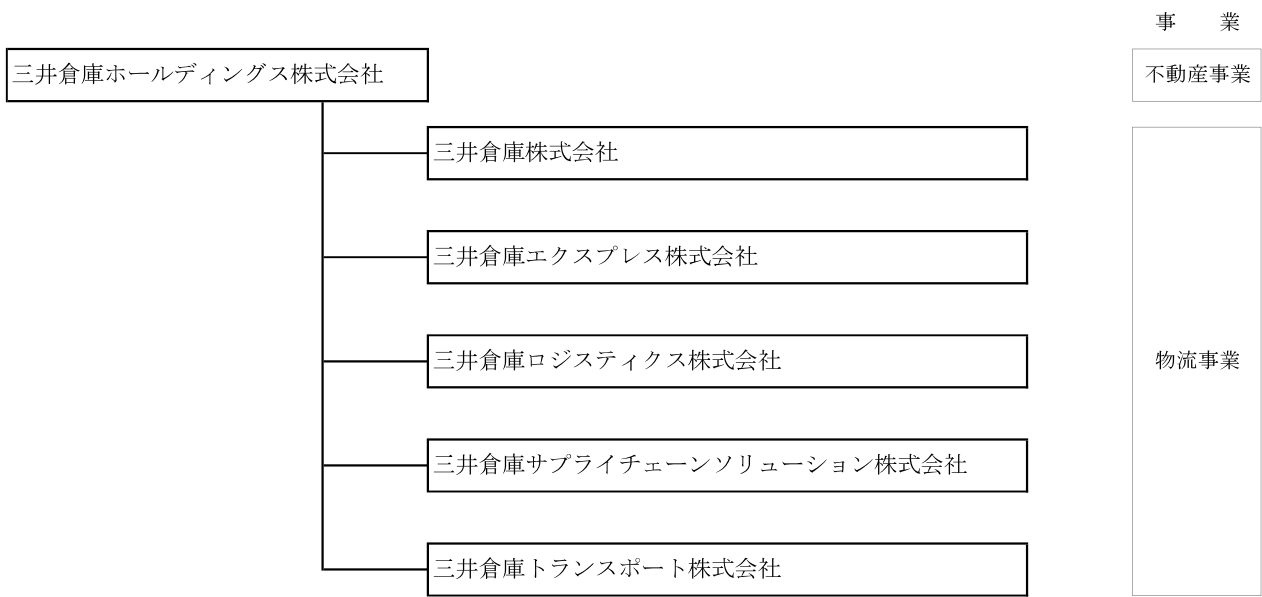 事　　業
三井倉庫ホールディングス株式会社
不動産事業
三井倉庫株式会社
三井倉庫エクスプレス株式会社
三井倉庫ロジスティクス株式会社
物流事業
三井倉庫サプライチェーンソリューション株式会社
三井倉庫トランスポート株式会社